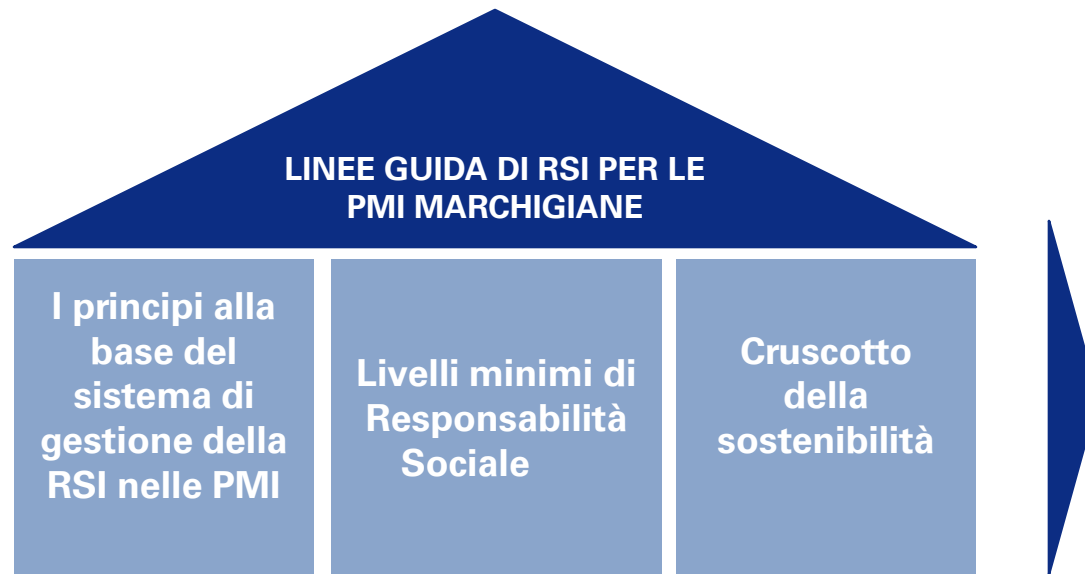 LINEE GUIDA DI RSI PER LE
PMI MARCHIGIANE
I principi alla
base del
sistema di
gestione della
RSI nelle PMI
Livelli minimi di
Responsabilità
Sociale
Cruscotto
della
sostenibilità